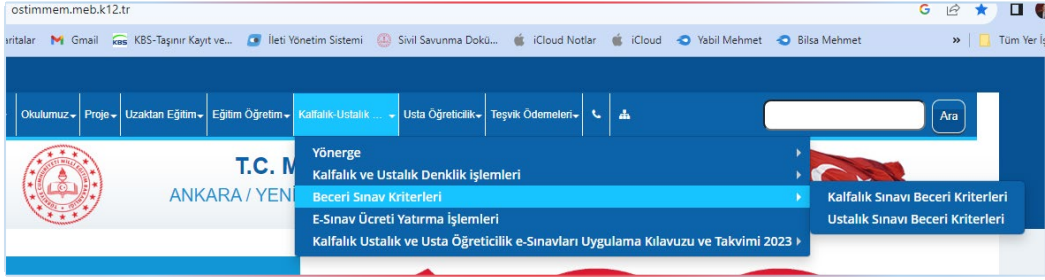 ostimmem.meb.k12.tr
aritalar Gmail KBS KBS-Taşınır Kayıt ve... İleti Yönetim Sistemi Sivil Savunma Dokü... iCloud Notlar iCloud Yabil Mehmet Bilsa Mehmet » Tüm Yer
Okulumuz Proje Uzaktan Eğitim Eğitim Öğretim Kalfalık-Ustalık ... Usta Öğreticilik Teşvik Ödemeleri Ara
Yönerge
T.C. M
Kalfalık ve Ustalık Denklik işlemleri
ANKARA / YENİ
Beceri Sınav Kriterleri
Kalfalık Sınavı Beceri Kriterleri
E-Sınav Ücreti Yatırma İşlemleri
Ustalık Sınavı Beceri Kriterleri
Kalfalık Ustalık ve Usta Öğreticilik e-Sınavları Uygulama Kılavuzu ve Takvimi 2023